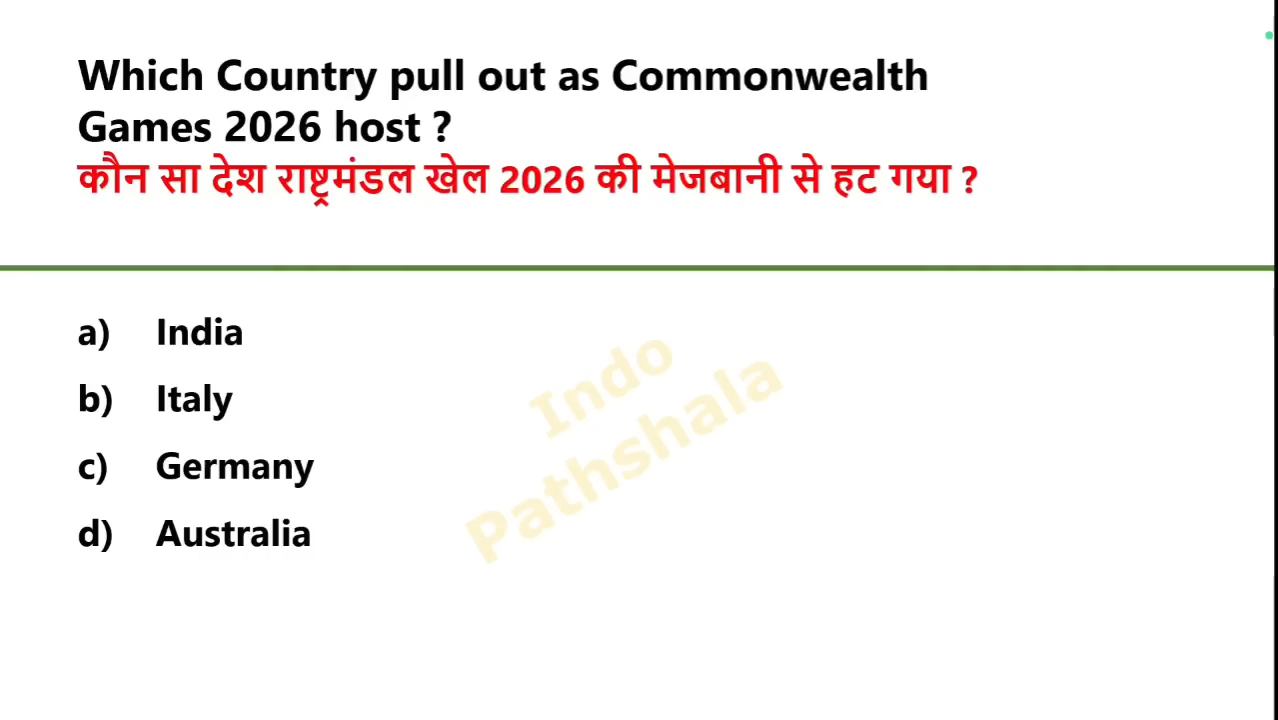 Which Country pull out as Commonwealth
Games 2026 host ?
कौन सा देश राष्ट्रमंडल खेल 2026 की मेजबानी से हट गया ?
a) India
b) Italy
c) Germany
d) Australia
Indo
Pathshala